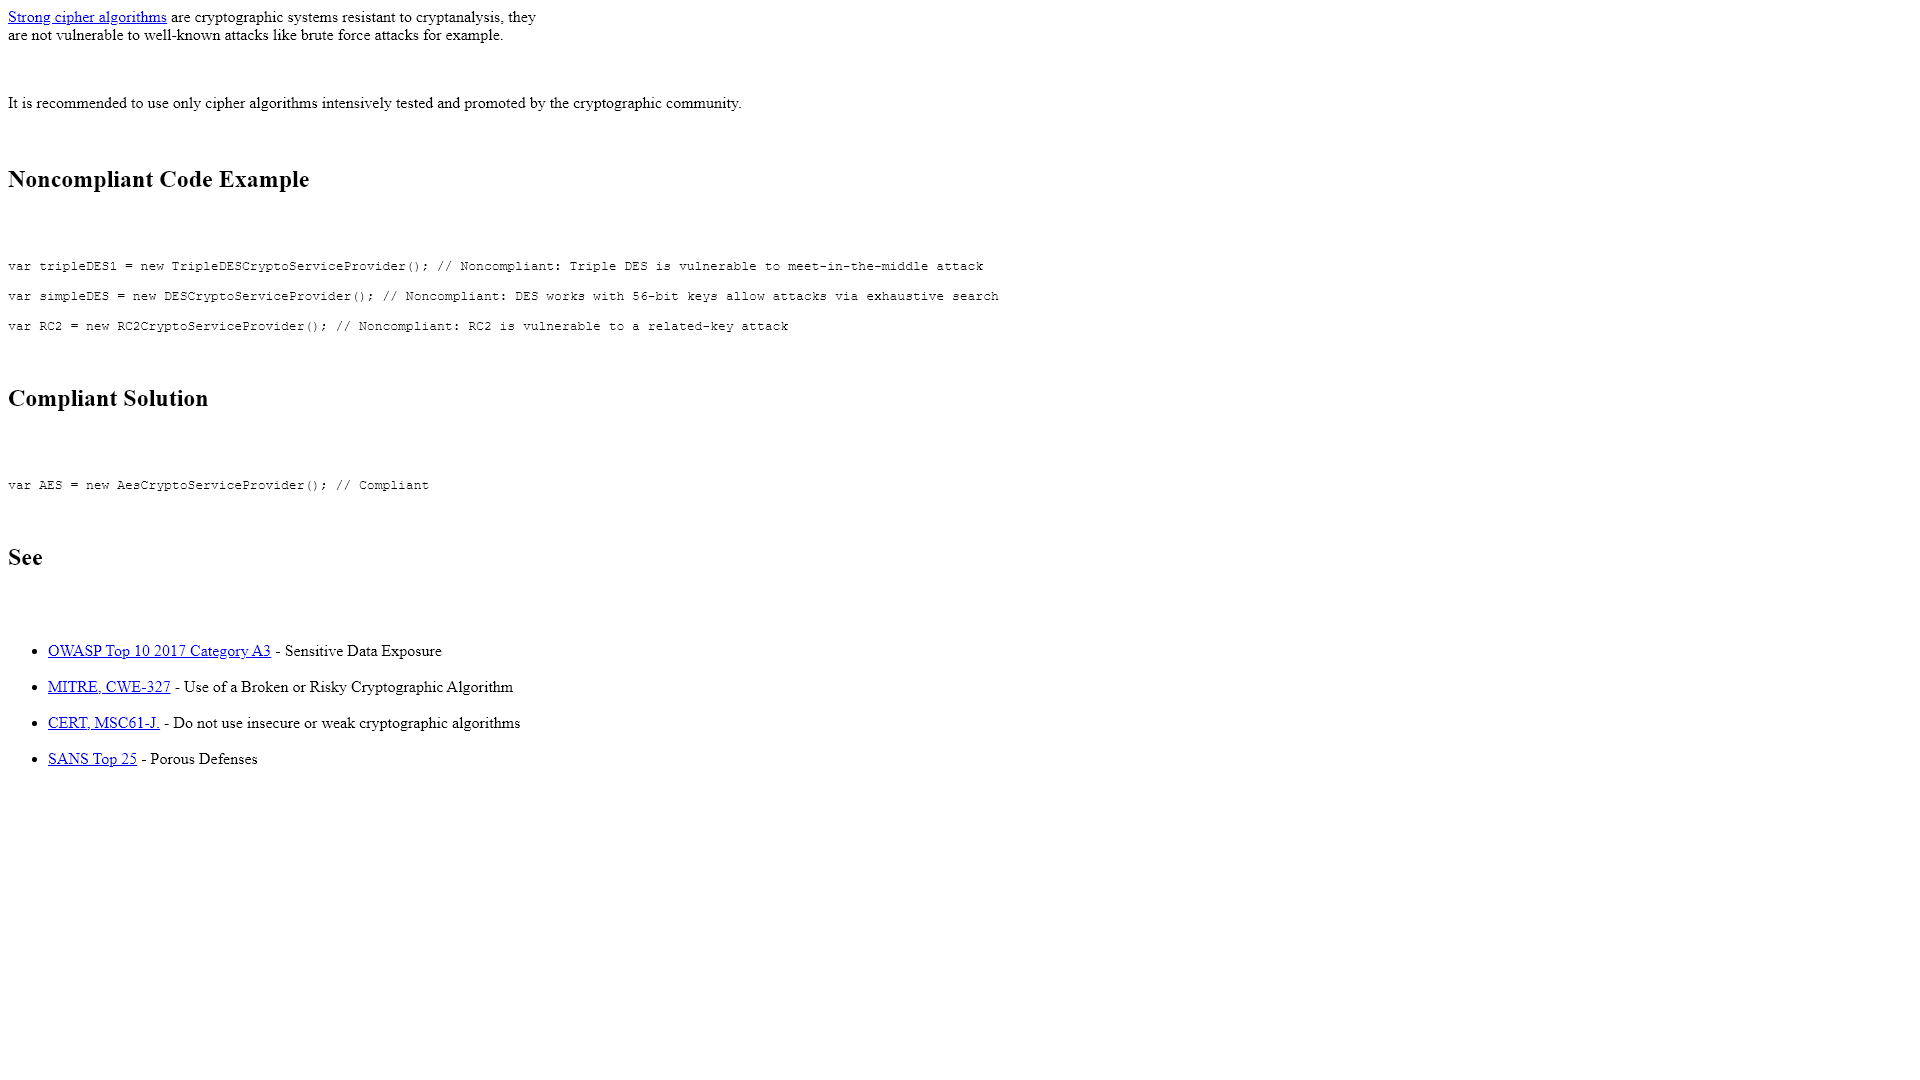 Strong cipher algorithms are cryptographic systems resistant to cryptanalysis, they
are not vulnerable to well-known attacks like brute force attacks for example.
It is recommended to use only cipher algorithms intensively tested and promoted by the cryptographic community.
Noncompliant Code Example
var tripleDES1 = new TripleDESCryptoServiceProvider(); // Noncompliant: Triple DES is vulnerable to meet-in-the-middle attack
var simpleDES = new DESCryptoServiceProvider(); // Noncompliant: DES works with 56-bit keys allow attacks via exhaustive search
var RC2 = new RC2CryptoServiceProvider(); // Noncompliant: RC2 is vulnerable to a related-key attack
Compliant Solution
var AES = new AesCryptoServiceProvider(); // Compliant
See
• OWASP Top 10 2017 Category A3 - Sensitive Data Exposure
• MITRE, CWE-327 - Use of a Broken or Risky Cryptographic Algorithm
• CERT, MSC61-J. - Do not use insecure or weak cryptographic algorithms
• SANS Top 25 - Porous Defenses